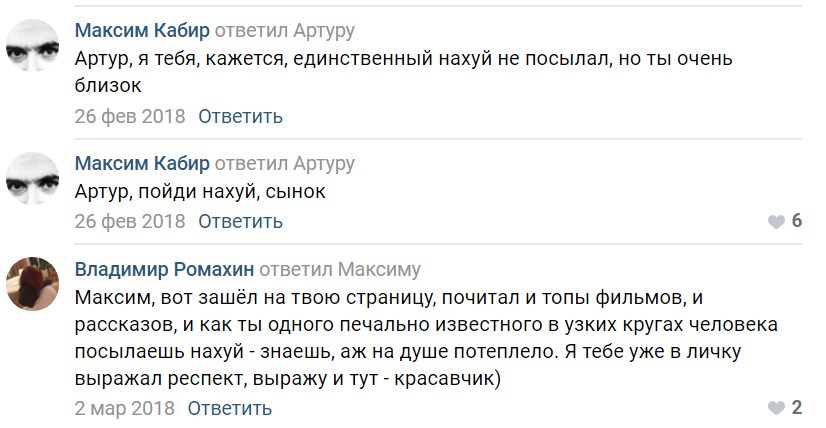 Максим Кабир ответил Артуру
Артур, я тебя, кажется, единственный нахуй не посылал, но ты очень
близок
26 фев 2018 Ответить
Максим Кабир ответил Артуру
Артур, пойди нахуй, сынок
26 фев 2018 Ответить 6
Владимир Ромахин ответил Максиму
Максим, вот зашёл на твою страницу, почитал и топы фильмов, и
рассказов, и как ты одного печально известного в узких кругах человека
посылаешь нахуй - знаешь, аж на душе потеплело. Я тебе уже в личку
выражал респект, выражу и тут - красавчик)
2 мар 2018 Ответить 2